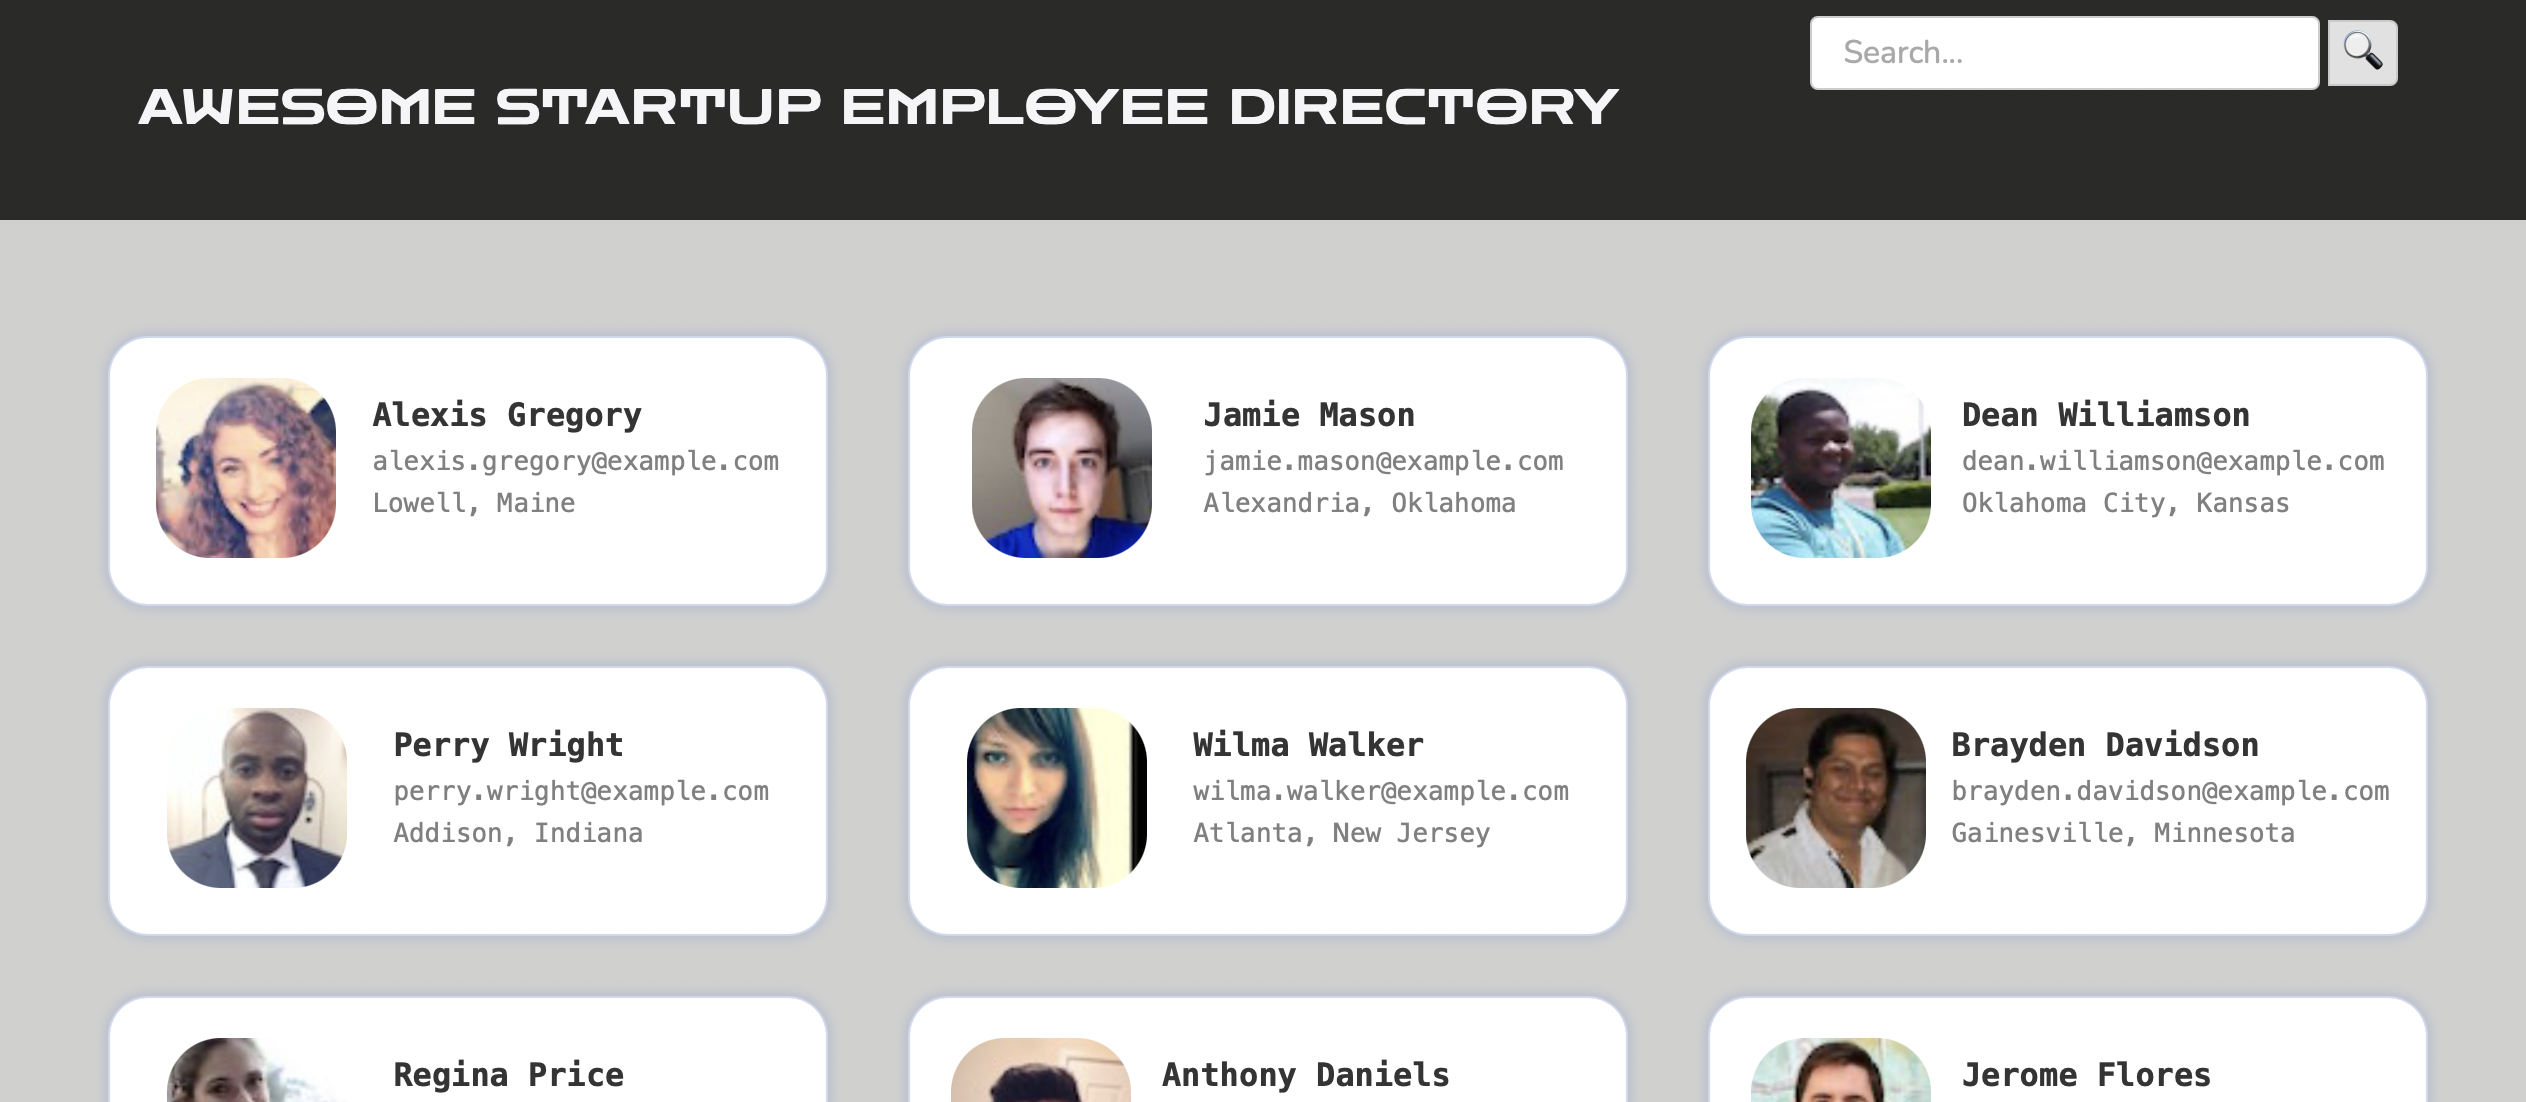 Search...
AWESOME STARTUP EMPLOYEE DIRECTORY
Alexis Gregory
alexis.gregory@example.com
Lowell, Maine
Jamie Mason
jamie.mason@example.com
Alexandria, Oklahoma
Dean Williamson
dean.williamson@example.com
Oklahoma City, Kansas
Perry Wright
perry.wright@example.com
Addison, Indiana
Wilma Walker
wilma.walker@example.com
Atlanta, New Jersey
Brayden Davidson
brayden.davidson@example.com
Gainesville, Minnesota
Regina Price
Anthony Daniels
Jerome Flores